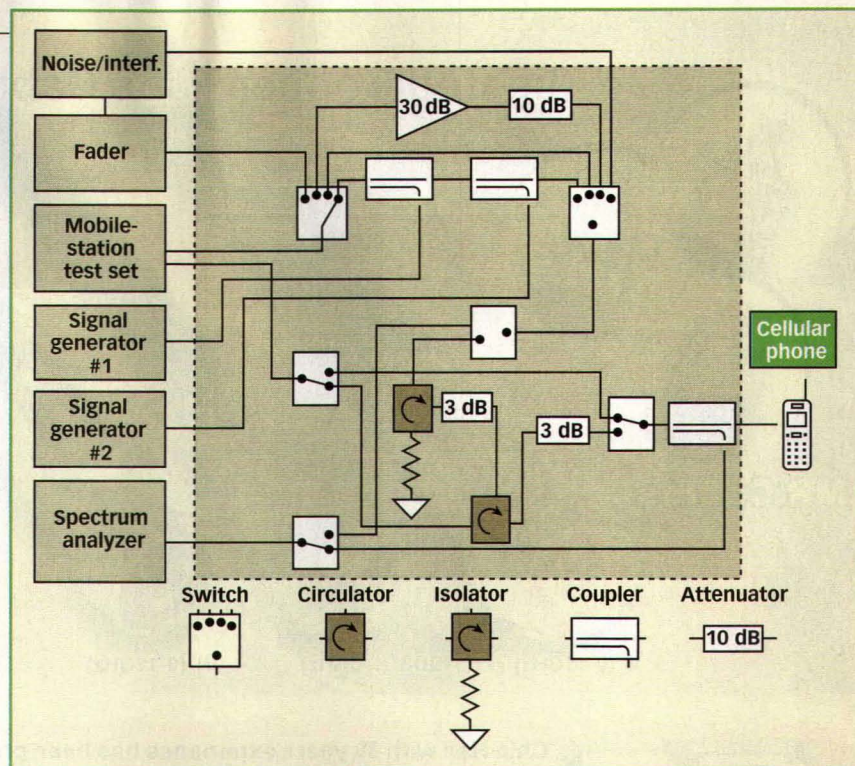 Noise/interf.
Fader
Mobile-
station
test set
Signal
generator
#1
Signal
generator
#2
Spectrum
analyzer
30 dB
10 dB
3 dB
3 dB
Cellular
phone
Switch
Circulator
Isolator
Coupler
Attenuator
10 dB